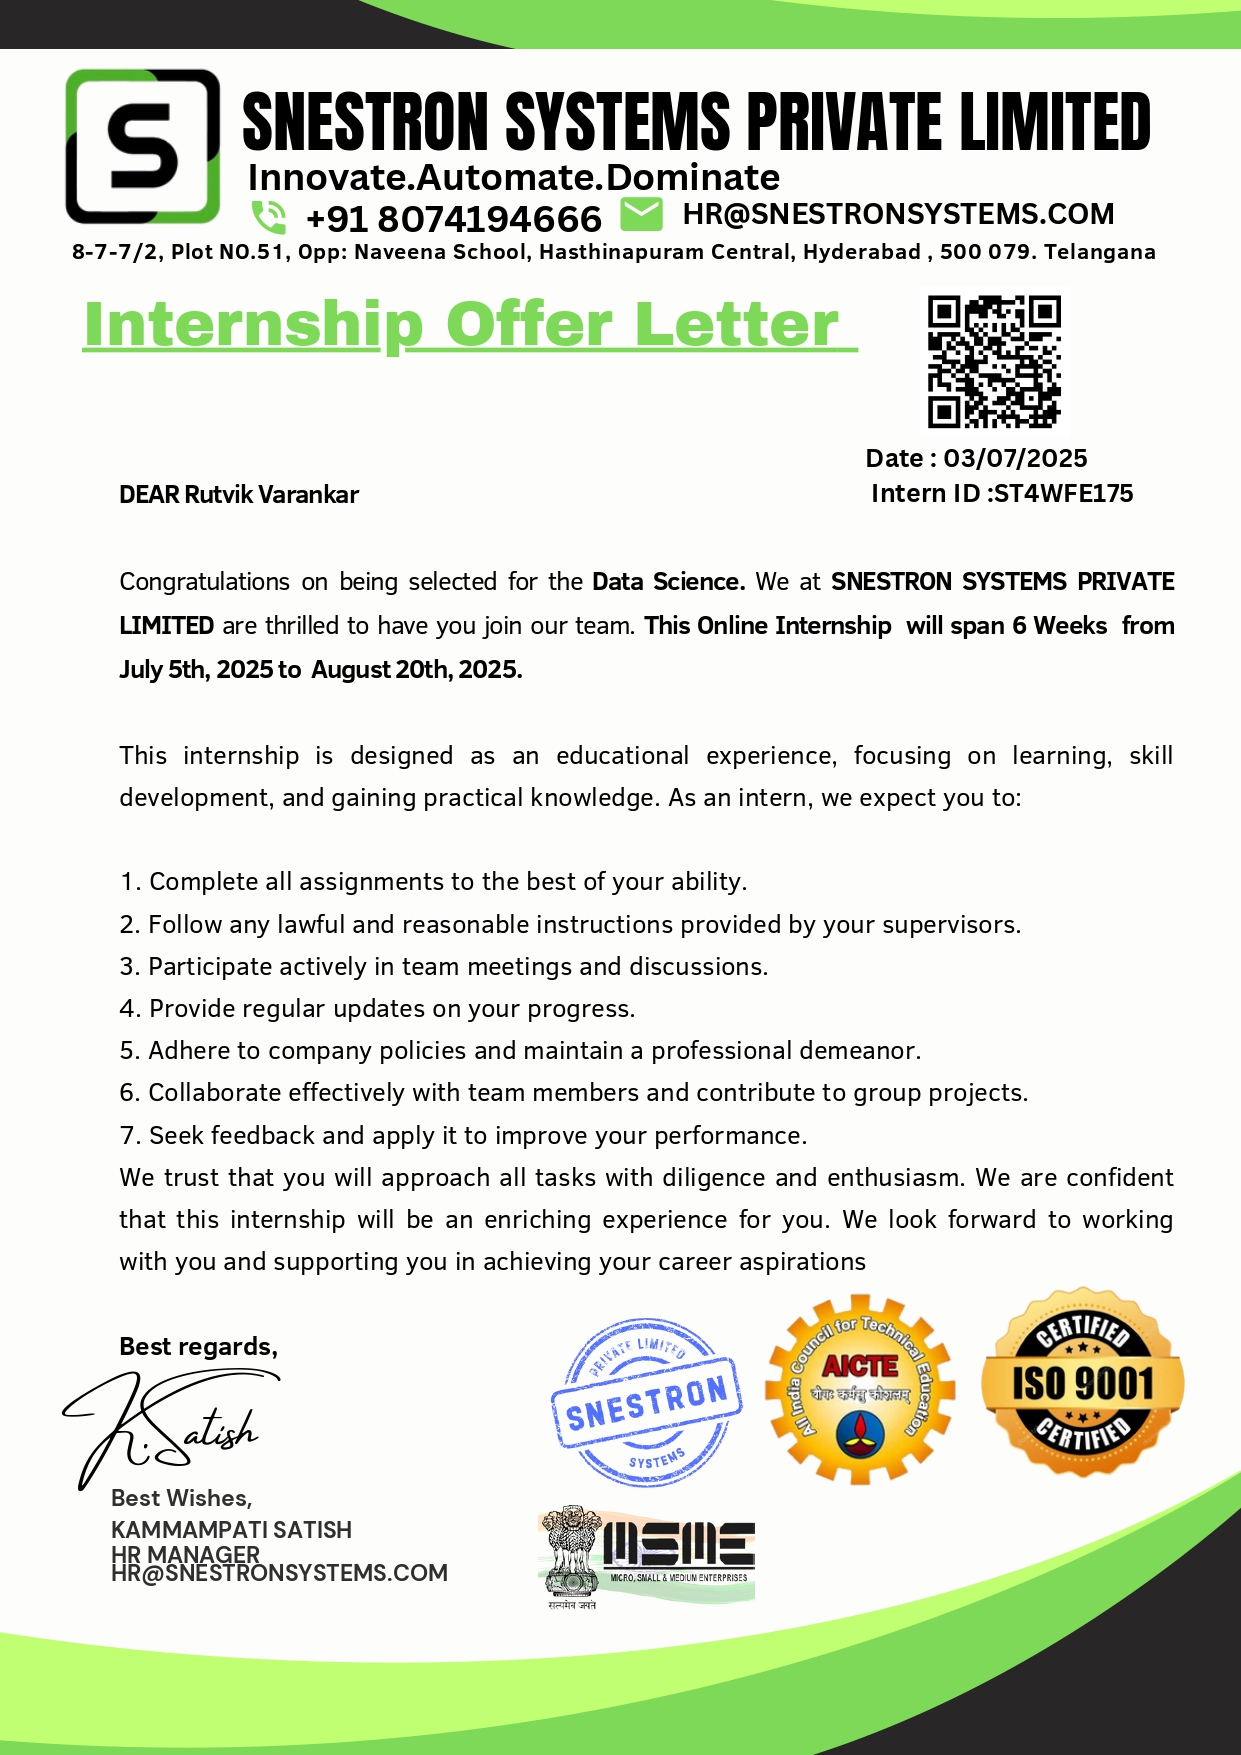 S
SNESTRON SYSTEMS PRIVATE LIMITED
Innovate.Automate.Dominate
+91 8074194666 HR@SNESTRONSYSTEMS.COM
8-7-7/2, Plot NO.51, Opp: Naveena School, Hasthinapuram Central, Hyderabad , 500 079. Telangana
Internship Offer Letter
Date : 03/07/2025
DEAR Rutvik Varankar
Intern ID :ST4WFE175
Congratulations on being selected for the Data Science. We at SNESTRON SYSTEMS PRIVATE
LIMITED are thrilled to have you join our team. This Online Internship will span 6 Weeks from
July 5th, 2025 to August 20th, 2025.
This internship is designed as an educational experience, focusing on learning, skill
development, and gaining practical knowledge. As an intern, we expect you to:
1. Complete all assignments to the best of your ability.
2. Follow any lawful and reasonable instructions provided by your supervisors.
3. Participate actively in team meetings and discussions.
4. Provide regular updates on your progress.
5. Adhere to company policies and maintain a professional demeanor.
6. Collaborate effectively with team members and contribute to group projects.
7. Seek feedback and apply it to improve your performance.
We trust that you will approach all tasks with diligence and enthusiasm. We are confident
that this internship will be an enriching experience for you. We look forward to working
with you and supporting you in achieving your career aspirations
Best regards,
K.Satish
Best Wishes,
KAMMAMPATI SATISH
HR MANAGER
HR@SNESTRONSYSTEMS.COM
PRIVATE LIMITED
SNESTRON
SYSTEMS
All India Council for Technical Education
AICTE
योगः कर्मसु कौशलम्
CERTIFIED
ISO 9001
CERTIFIED
MSME
MICRO, SMALL & MEDIUM ENTERPRISES
सत्यमेव जयते